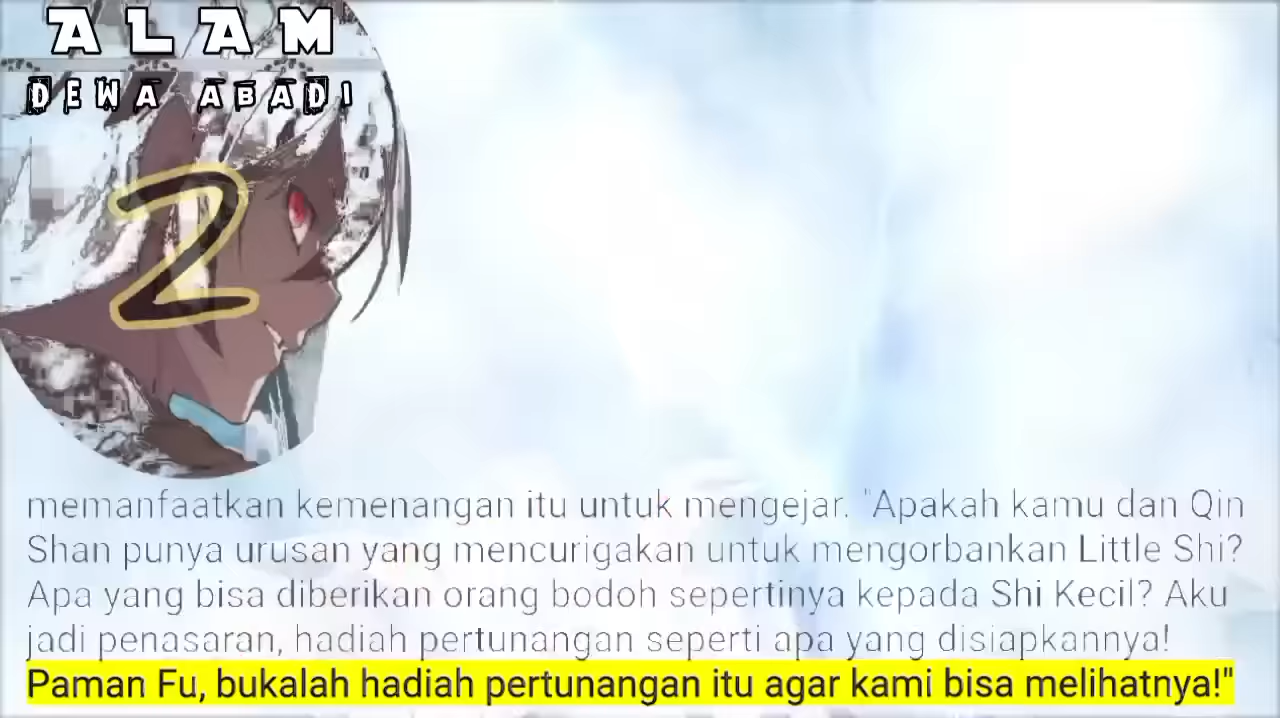 ALAM
DEWA ABADI
2
memanfaatkan kemenangan itu untuk mengejar. "Apakah kamu dan Qin
Shan punya urusan yang mencurigakan untuk mengorbankan Little Shi?
Apa yang bisa diberikan orang bodoh sepertinya kepada Shi Kecil? Aku
jadi penasaran, hadiah pertunangan seperti apa yang disiapkannya!
Paman Fu, bukalah hadiah pertunangan itu agar kami bisa melihatnya!"